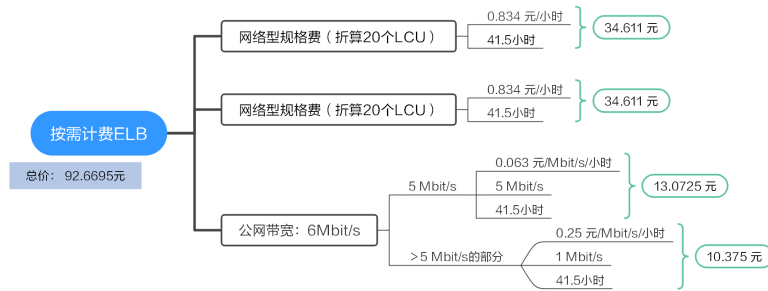 按需计费ELB
总价： 92.6695元
网络型规格费（折算20个LCU）
0.834 元/小时
41.5小时
34.611 元
网络型规格费（折算20个LCU）
0.834 元/小时
41.5小时
34.611 元
公网带宽：6Mbit/s
5 Mbit/s
0.063 元/Mbit/s/小时
5 Mbit/s
41.5小时
13.0725 元
＞5 Mbit/s的部分
0.25 元/Mbit/s/小时
1 Mbit/s
41.5小时
10.375 元